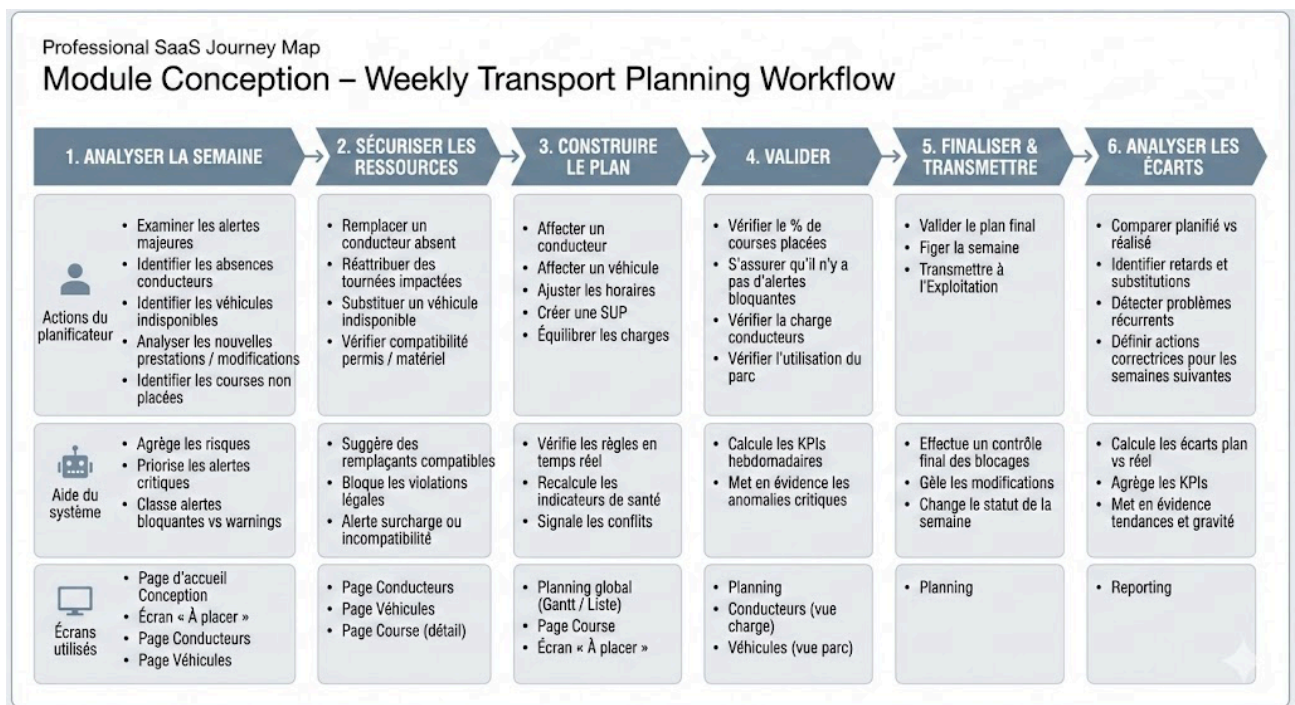 Professional SaaS Journey Map
Module Conception – Weekly Transport Planning Workflow
1. ANALYSER LA SEMAINE
2. SÉCURISER LES
RESSOURCES
3. CONSTRUIRE
LE PLAN
4. VALIDER
5. FINALISER &
TRANSMETTRE
6. ANALYSER LES
ÉCARTS
Actions du
planificateur
• Examiner les alertes
majeures
• Identifier les absences
conducteurs
• Identifier les véhicules
indisponibles
• Analyser les nouvelles
prestations / modifications
• Identifier les courses non
placées
• Remplacer un
conducteur absent
• Réattribuer des
tournées impactées
• Substituer un véhicule
indisponible
• Vérifier compatibilité
permis / matériel
• Affecter un
conducteur
• Affecter un véhicule
• Ajuster les horaires
• Créer une SUP
• Équilibrer les charges
• Vérifier le % de
courses placées
• S'assurer qu'il n'y a
pas d'alertes
bloquantes
• Vérifier la charge
conducteurs
• Vérifier l'utilisation du
parc
• Valider le plan final
• Figer la semaine
• Transmettre à
l'Exploitation
• Comparer planifié vs
réalisé
• Identifier retards et
substitutions
• Détecter problèmes
récurrents
• Définir actions
correctrices pour les
semaines suivantes
Aide du
système
• Agrège les risques
• Priorise les alertes
critiques
• Classe alertes
bloquantes vs warnings
• Suggère des
remplaçants compatibles
• Bloque les violations
légales
• Alerte surcharge ou
incompatibilité
• Vérifie les règles en
temps réel
• Recalcule les
indicateurs de santé
• Signale les conflits
• Calcule les KPIs
hebdomadaires
• Met en évidence les
anomalies critiques
• Effectue un contrôle
final des blocages
• Gèle les modifications
• Change le statut de la
semaine
• Calcule les écarts plan
vs réel
• Agrège les KPIs
• Met en évidence
tendances et gravité
Écrans
utilisés
• Page d'accueil
Conception
• Écran « À placer »
• Page Conducteurs
• Page Véhicules
• Page Conducteurs
• Page Véhicules
• Page Course (détail)
• Planning global
(Gantt / Liste)
• Page Course
• Écran « À placer »
• Planning
• Conducteurs (vue
charge)
• Véhicules (vue parc)
• Planning
• Reporting